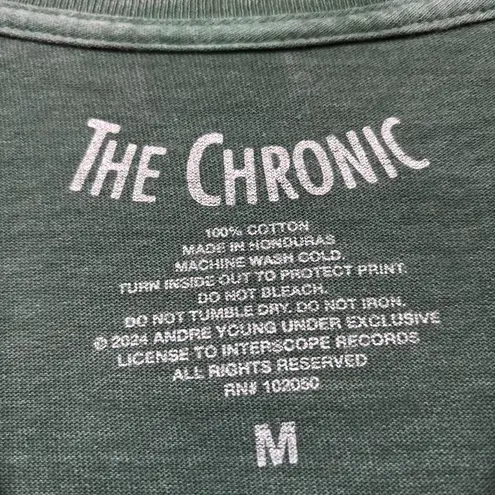 THE CHRONIC
100% COTTON
MADE IN HONDURAS
MACHINE WASH COLD.
TURN INSIDE OUT TO PROTECT PRINT.
DO NOT BLEACH.
DO NOT TUMBLE DRY. DO NOT IRON.
© 2024 ANDRE YOUNG UNDER EXCLUSIVE
LICENSE TO INTERSCOPE RECORDS
ALL RIGHTS RESERVED
RN# 102050
M